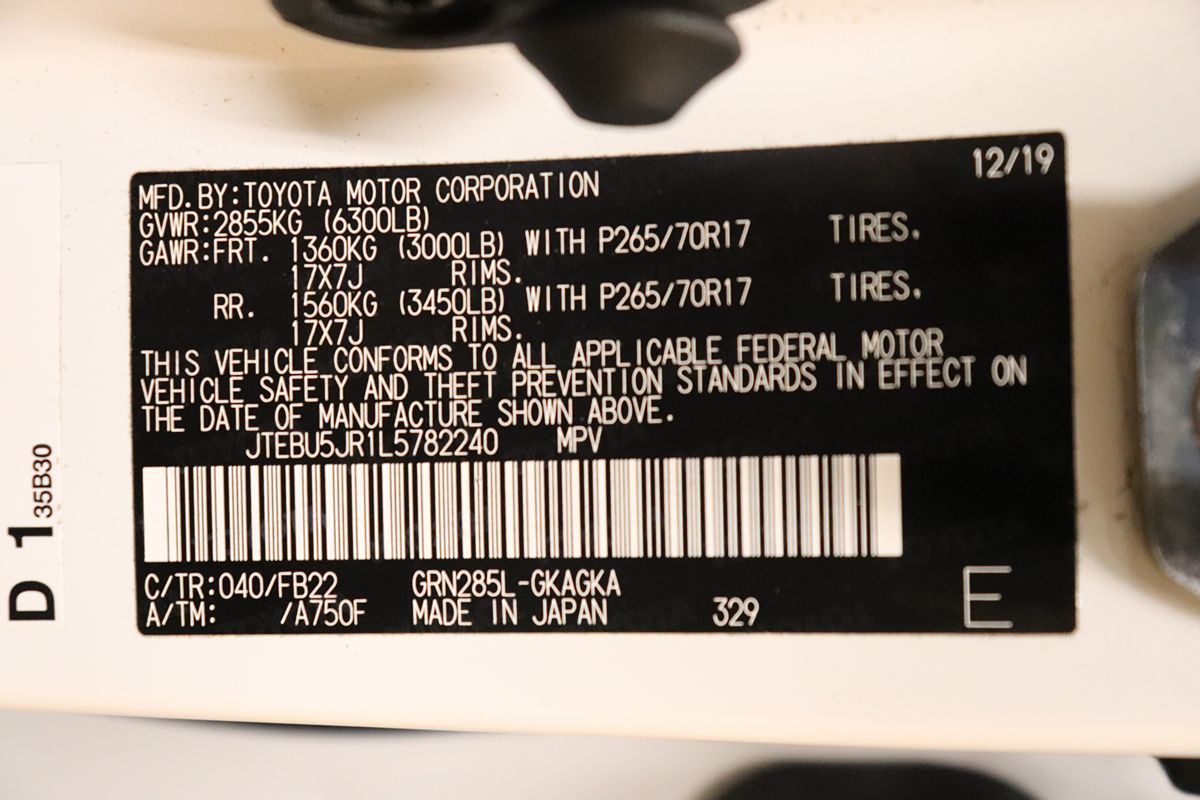 12/19
MFD.BY:TOYOTA MOTOR CORPORATION
GVWR:2855KG (6300LB)
GAWR:FRT. 1360KG (3000LB) WITH P265/70R17 TIRES.
17X7J RIMS.
RR. 1560KG (3450LB) WITH P265/70R17 TIRES.
17X7J RIMS.
THIS VEHICLE CONFORMS TO ALL APPLICABLE FEDERAL MOTOR
VEHICLE SAFETY AND THEFT PREVENTION STANDARDS IN EFFECT ON
THE DATE OF MANUFACTURE SHOWN ABOVE.
JTEBU5JR1L5782240 MPV
C/TR:040/FB22 GRN285L-GKAGKA
A/TM: /A750F MADE IN JAPAN 329
E
D 1 35B30